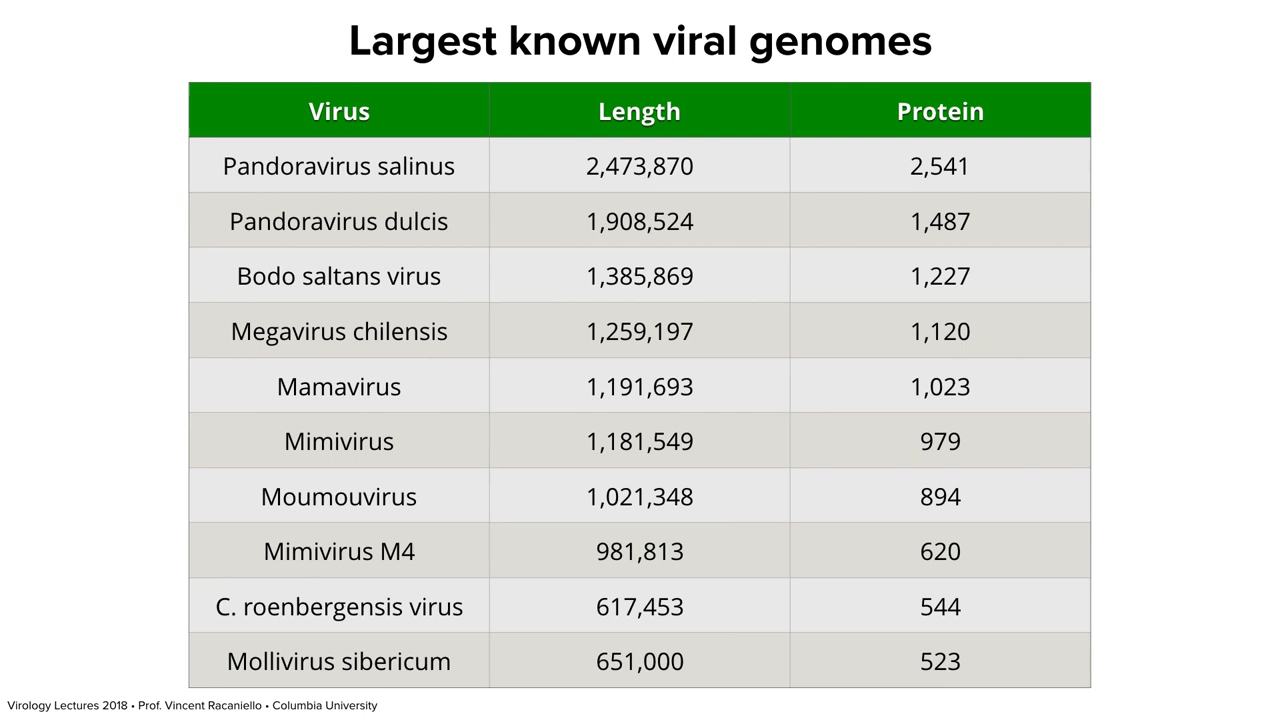 Largest known viral genomes
Virus Length Protein
Pandoravirus salinus 2,473,870 2,541
Pandoravirus dulcis 1,908,524 1,487
Bodo saltans virus 1,385,869 1,227
Megavirus chilensis 1,259,197 1,120
Mamavirus 1,191,693 1,023
Mimivirus 1,181,549 979
Moumouvirus 1,021,348 894
Mimivirus M4 981,813 620
C. roenbergensis virus 617,453 544
Mollivirus sibericum 651,000 523
Virology Lectures 2018 • Prof. Vincent Racaniello • Columbia University